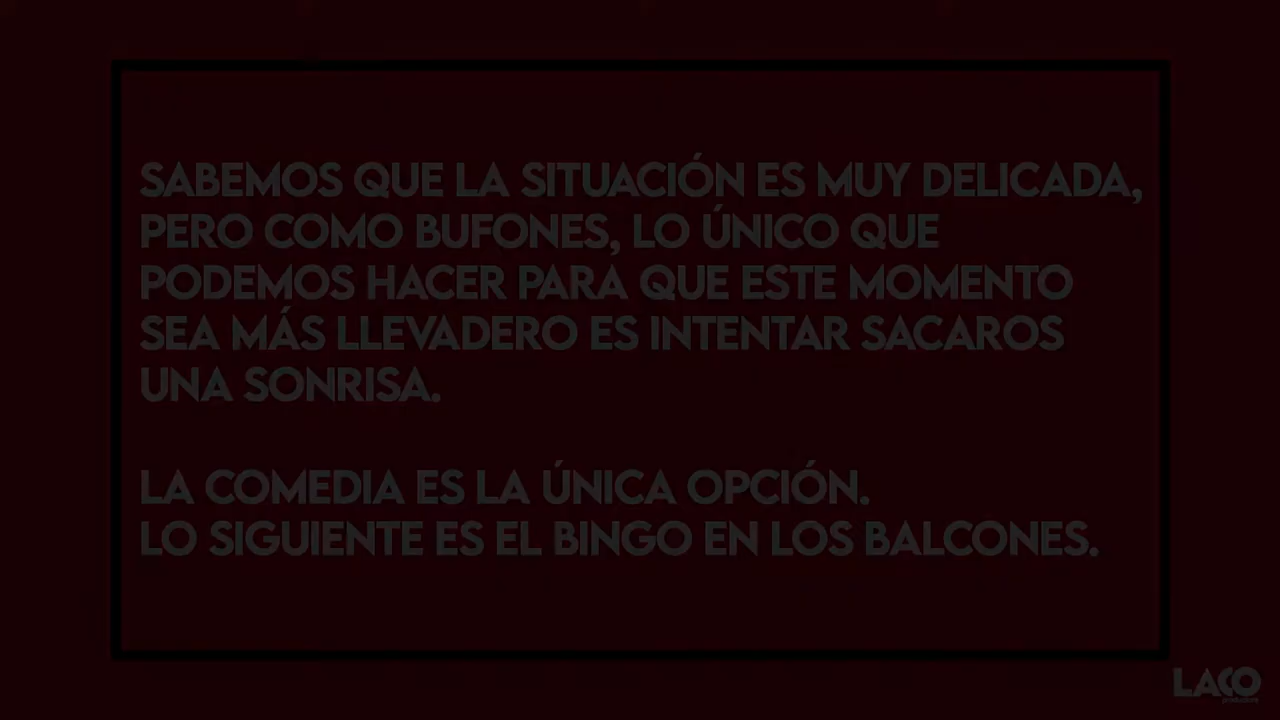 SABEMOS QUE LA SITUACIÓN ES MUY DELICADA,
PERO COMO BUFONES, LO ÚNICO QUE
PODEMOS HACER PARA QUE ESTE MOMENTO
SEA MÁS LLEVADERO ES INTENTAR SACAROS
UNA SONRISA.
LA COMEDIA ES LA ÚNICA OPCIÓN.
LO SIGUIENTE ES EL BINGO EN LOS BALCONES.
LACO